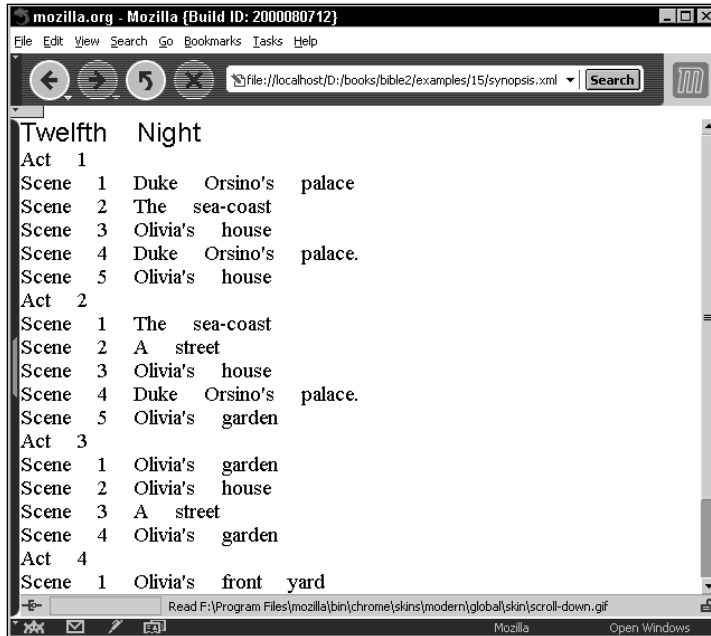 mozilla.org - Mozilla {Build ID: 2000080712}
File Edit View Search Go Bookmarks Tasks Help
file://localhost/D:/books/bible2/examples/15/synopsis.xml Search
Twelfth Night
Act 1
Scene 1 Duke Orsino's palace
Scene 2 The sea-coast
Scene 3 Olivia's house
Scene 4 Duke Orsino's palace.
Scene 5 Olivia's house
Act 2
Scene 1 The sea-coast
Scene 2 A street
Scene 3 Olivia's house
Scene 4 Duke Orsino's palace.
Scene 5 Olivia's garden
Act 3
Scene 1 Olivia's garden
Scene 2 Olivia's house
Scene 3 A street
Scene 4 Olivia's garden
Act 4
Scene 1 Olivia's front yard
Read F:\Program Files\mozilla\bin\chrome\skins\modern\global\skin\scroll-down.gif
Mozilla Open Windows